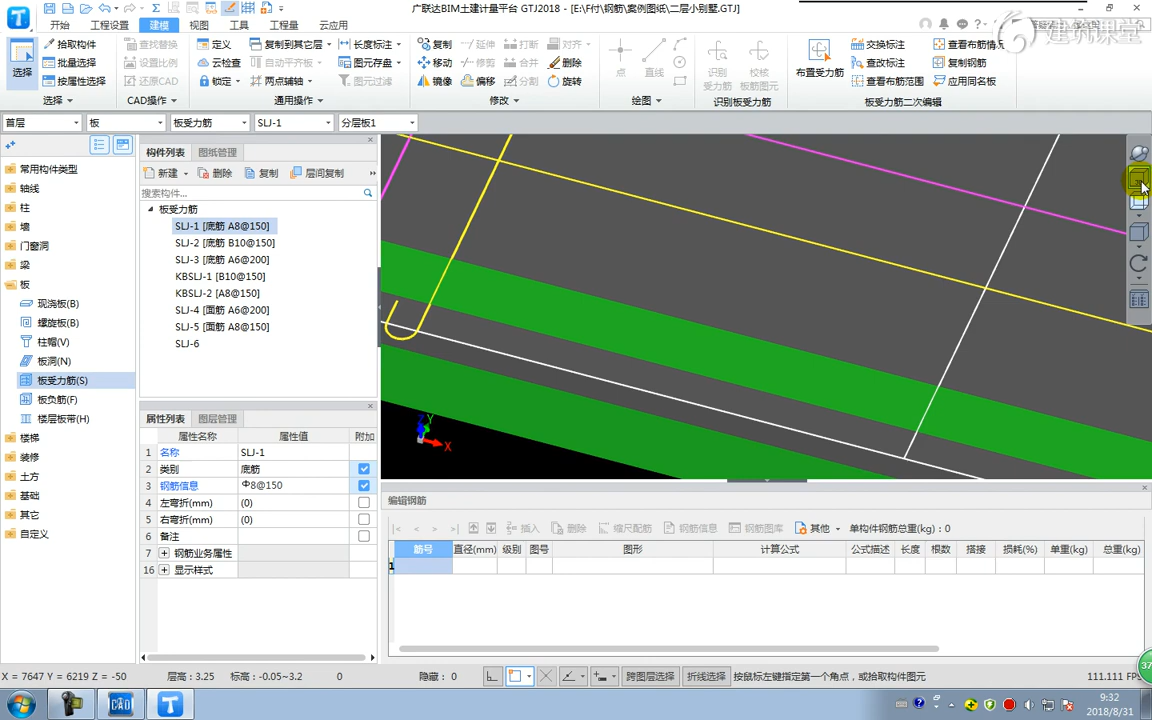 广联达BIM土建计量平台 GTJ2018 - [E:\F付\钢筋\案例图纸\二层小别墅.GTJ]
开始 工程设置 建模 视图 工具 工程量 云应用
建筑课堂
选择 拾取构件 批量选择 按属性选择
查找替换 设置比例 还原CAD
定义 云检查 锁定
复制到其它层 自动平齐板 两点辅轴
长度标注 图元存盘 图元过滤
复制 移动 镜像
延伸 修剪 偏移
打断 合并 分割
对齐 删除 旋转
点 直线
识别受力筋 校核板筋图元
布置受力筋
交换标注 查改标注 查看布筋范围
查看布筋情况 复制钢筋 应用同名板
选择 CAD操作 通用操作 修改 绘图 识别板受力筋 板受力筋二次编辑
首层 板 板受力筋 SLJ-1 分层板1
常用构件类型
轴线
柱
墙
门窗洞
梁
板
现浇板(B)
螺旋板(B)
柱帽(V)
板洞(N)
板受力筋(S)
板负筋(F)
楼层板带(H)
楼梯
装修
土方
基础
其它
自定义
构件列表 图纸管理
新建 删除 复制 层间复制 »
搜索构件...
板受力筋
SLJ-1 [底筋 A8@150]
SLJ-2 [底筋 B10@150]
SLJ-3 [底筋 A6@200]
KBSLJ-1 [B10@150]
KBSLJ-2 [A8@150]
SLJ-4 [面筋 A6@200]
SLJ-5 [面筋 A8@150]
SLJ-6
属性列表 图层管理
属性名称 属性值 附加
1 名称 SLJ-1
2 类别 底筋
3 钢筋信息 Ф8@150
4 左弯折(mm) (0)
5 右弯折(mm) (0)
6 备注
7 钢筋业务属性
16 显示样式
Z Y X
编辑钢筋
插入 删除 缩尺配筋 钢筋信息 钢筋图库 其他 单构件钢筋总重(kg)：0
筋号 直径(mm) 级别 图号 图形 计算公式 公式描述 长度 根数 搭接 损耗(%) 单重(kg) 总重(kg)
1
X = 7647 Y = 6219 Z = -50 层高：3.25 标高：-0.05~3.2 0 隐藏：0 跨图层选择 折线选择 按鼠标左键指定第一个角点，或拾取构件图元 111.111 FPS
37
CAD T
9:32
2018/8/31